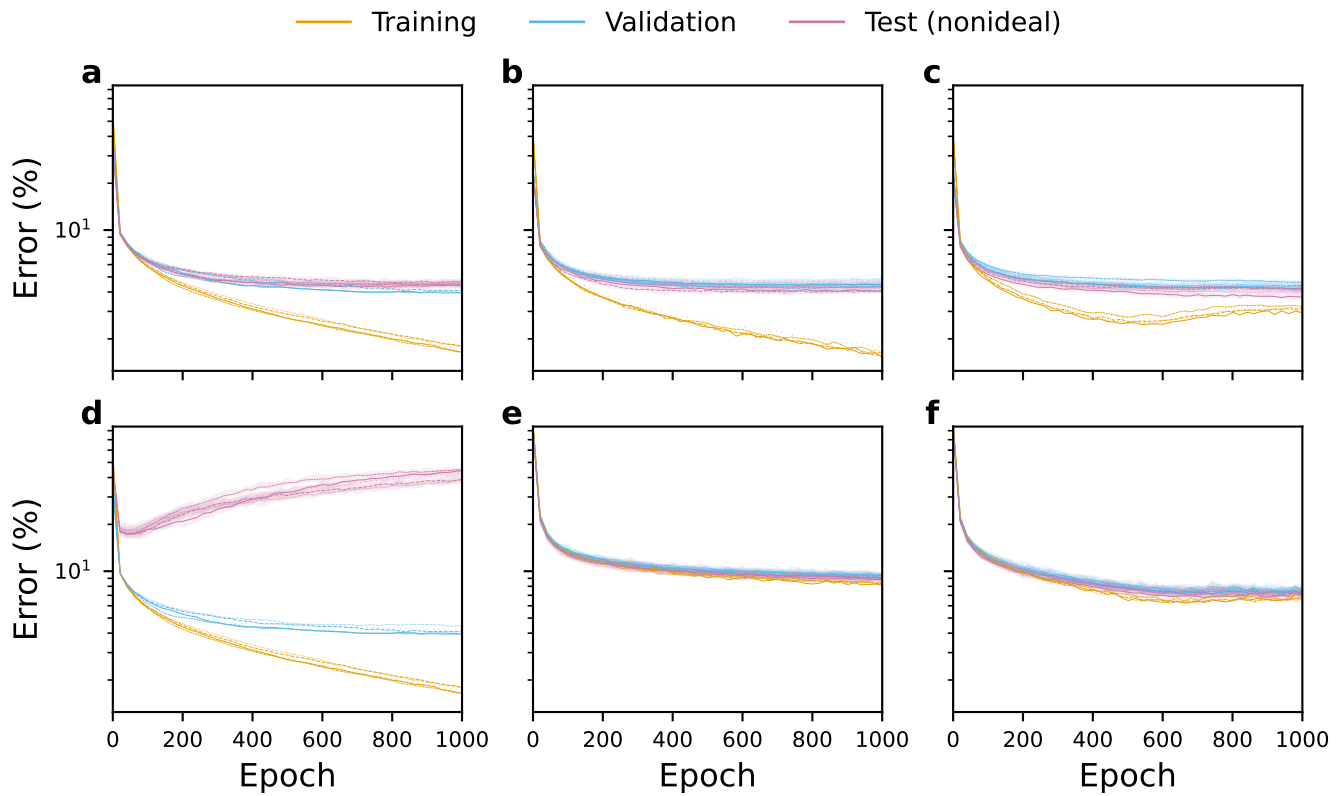 Training Validation Test (nonideal)
a b c
Error (%)
10¹
d e f
Error (%)
10¹
0 200 400 600 800 1000 0 200 400 600 800 1000 0 200 400 600 800 1000
Epoch Epoch Epoch